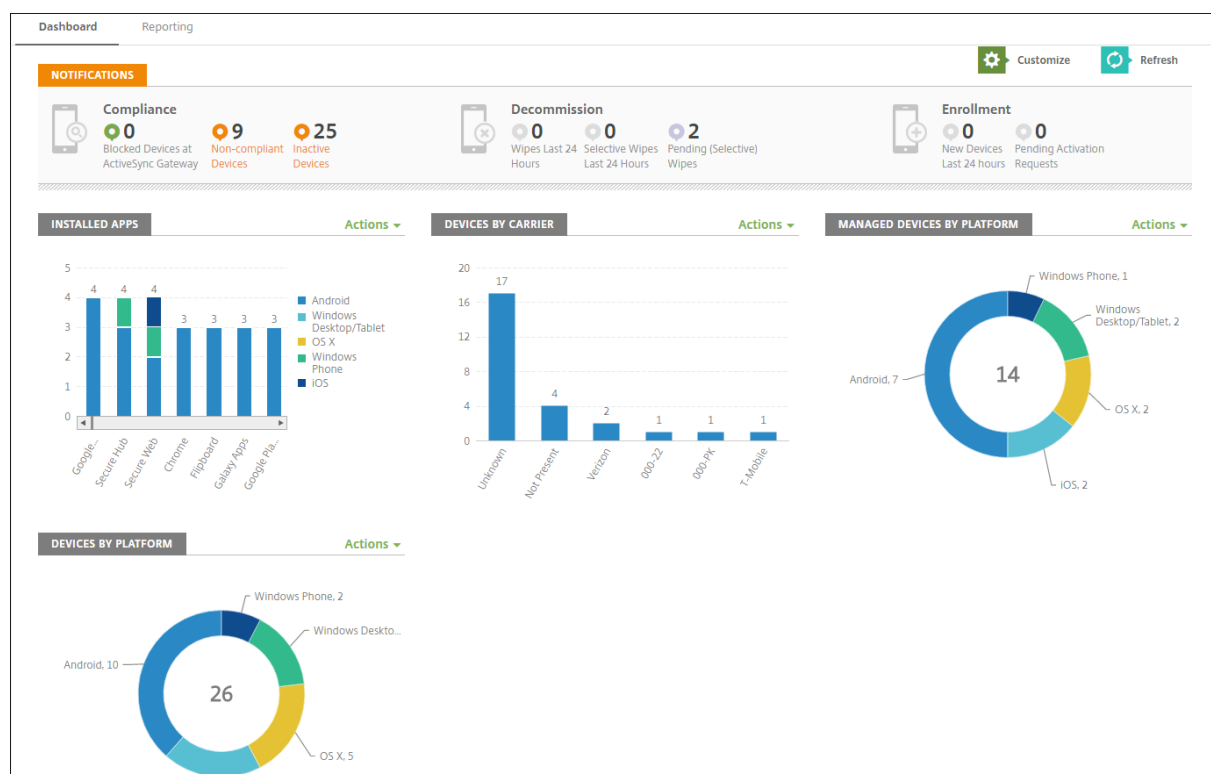 Dashboard Reporting
Customize Refresh
NOTIFICATIONS
Compliance
0 9 25
Blocked Devices at Non-compliant Inactive
ActiveSync Gateway Devices Devices
Decommission
0 0 2
Wipes Last 24 Selective Wipes Pending (Selective)
Hours Last 24 Hours Wipes
Enrollment
0 0
New Devices Pending Activation
Last 24 hours Requests
INSTALLED APPS Actions
5
4
3
2
1
0
4 4 4 3 3 3 3
Google...
Secure Hub
Secure Web
Chrome
Flipboard
Galaxy Apps
Google Pla...
Android
Windows
Desktop/Tablet
OS X
Windows
Phone
iOS
DEVICES BY CARRIER Actions
20
16
12
8
4
0
17 4 2 1 1 1
Unknown
Not Present
Verizon
000-22
000-PK
T-Mobile
MANAGED DEVICES BY PLATFORM Actions
Windows Phone, 1
Windows
Desktop/Tablet, 2
Android, 7
14
OS X, 2
iOS, 2
DEVICES BY PLATFORM Actions
Windows Phone, 2
Windows Deskto...
Android, 10
26
OS X, 5